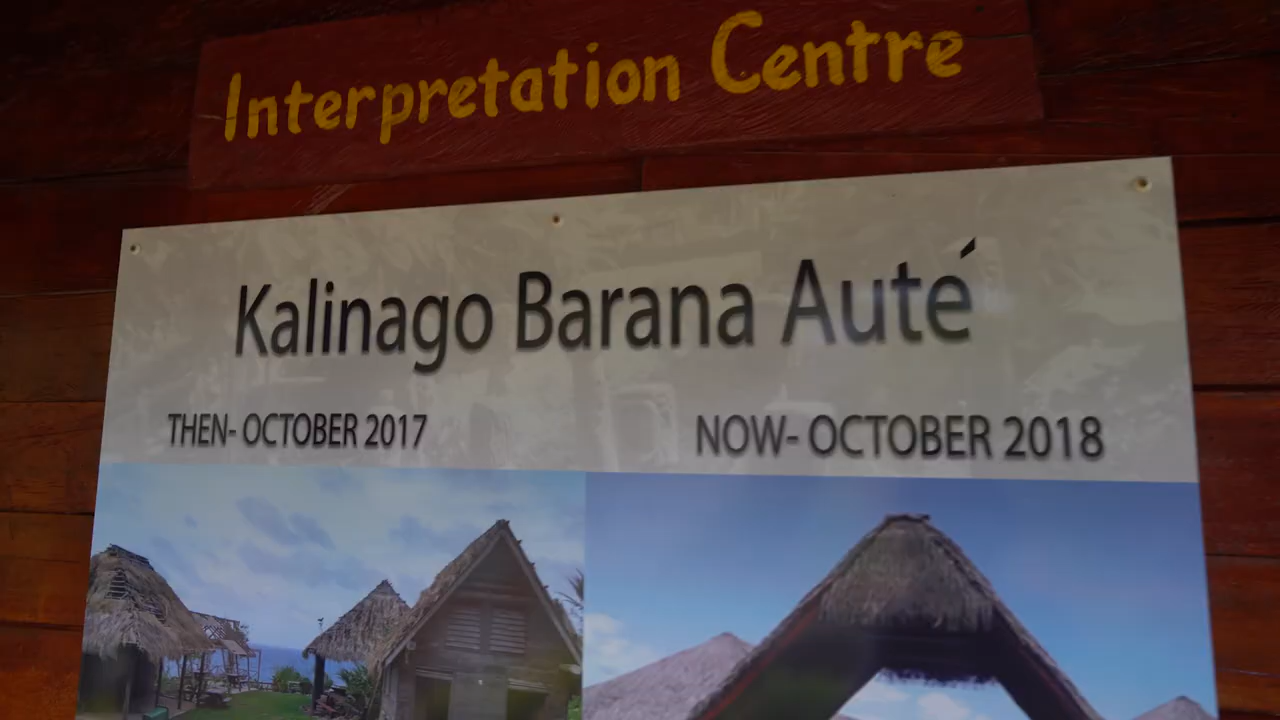 Interpretation Centre
Kalinago Barana Auté
THEN- OCTOBER 2017
NOW- OCTOBER 2018